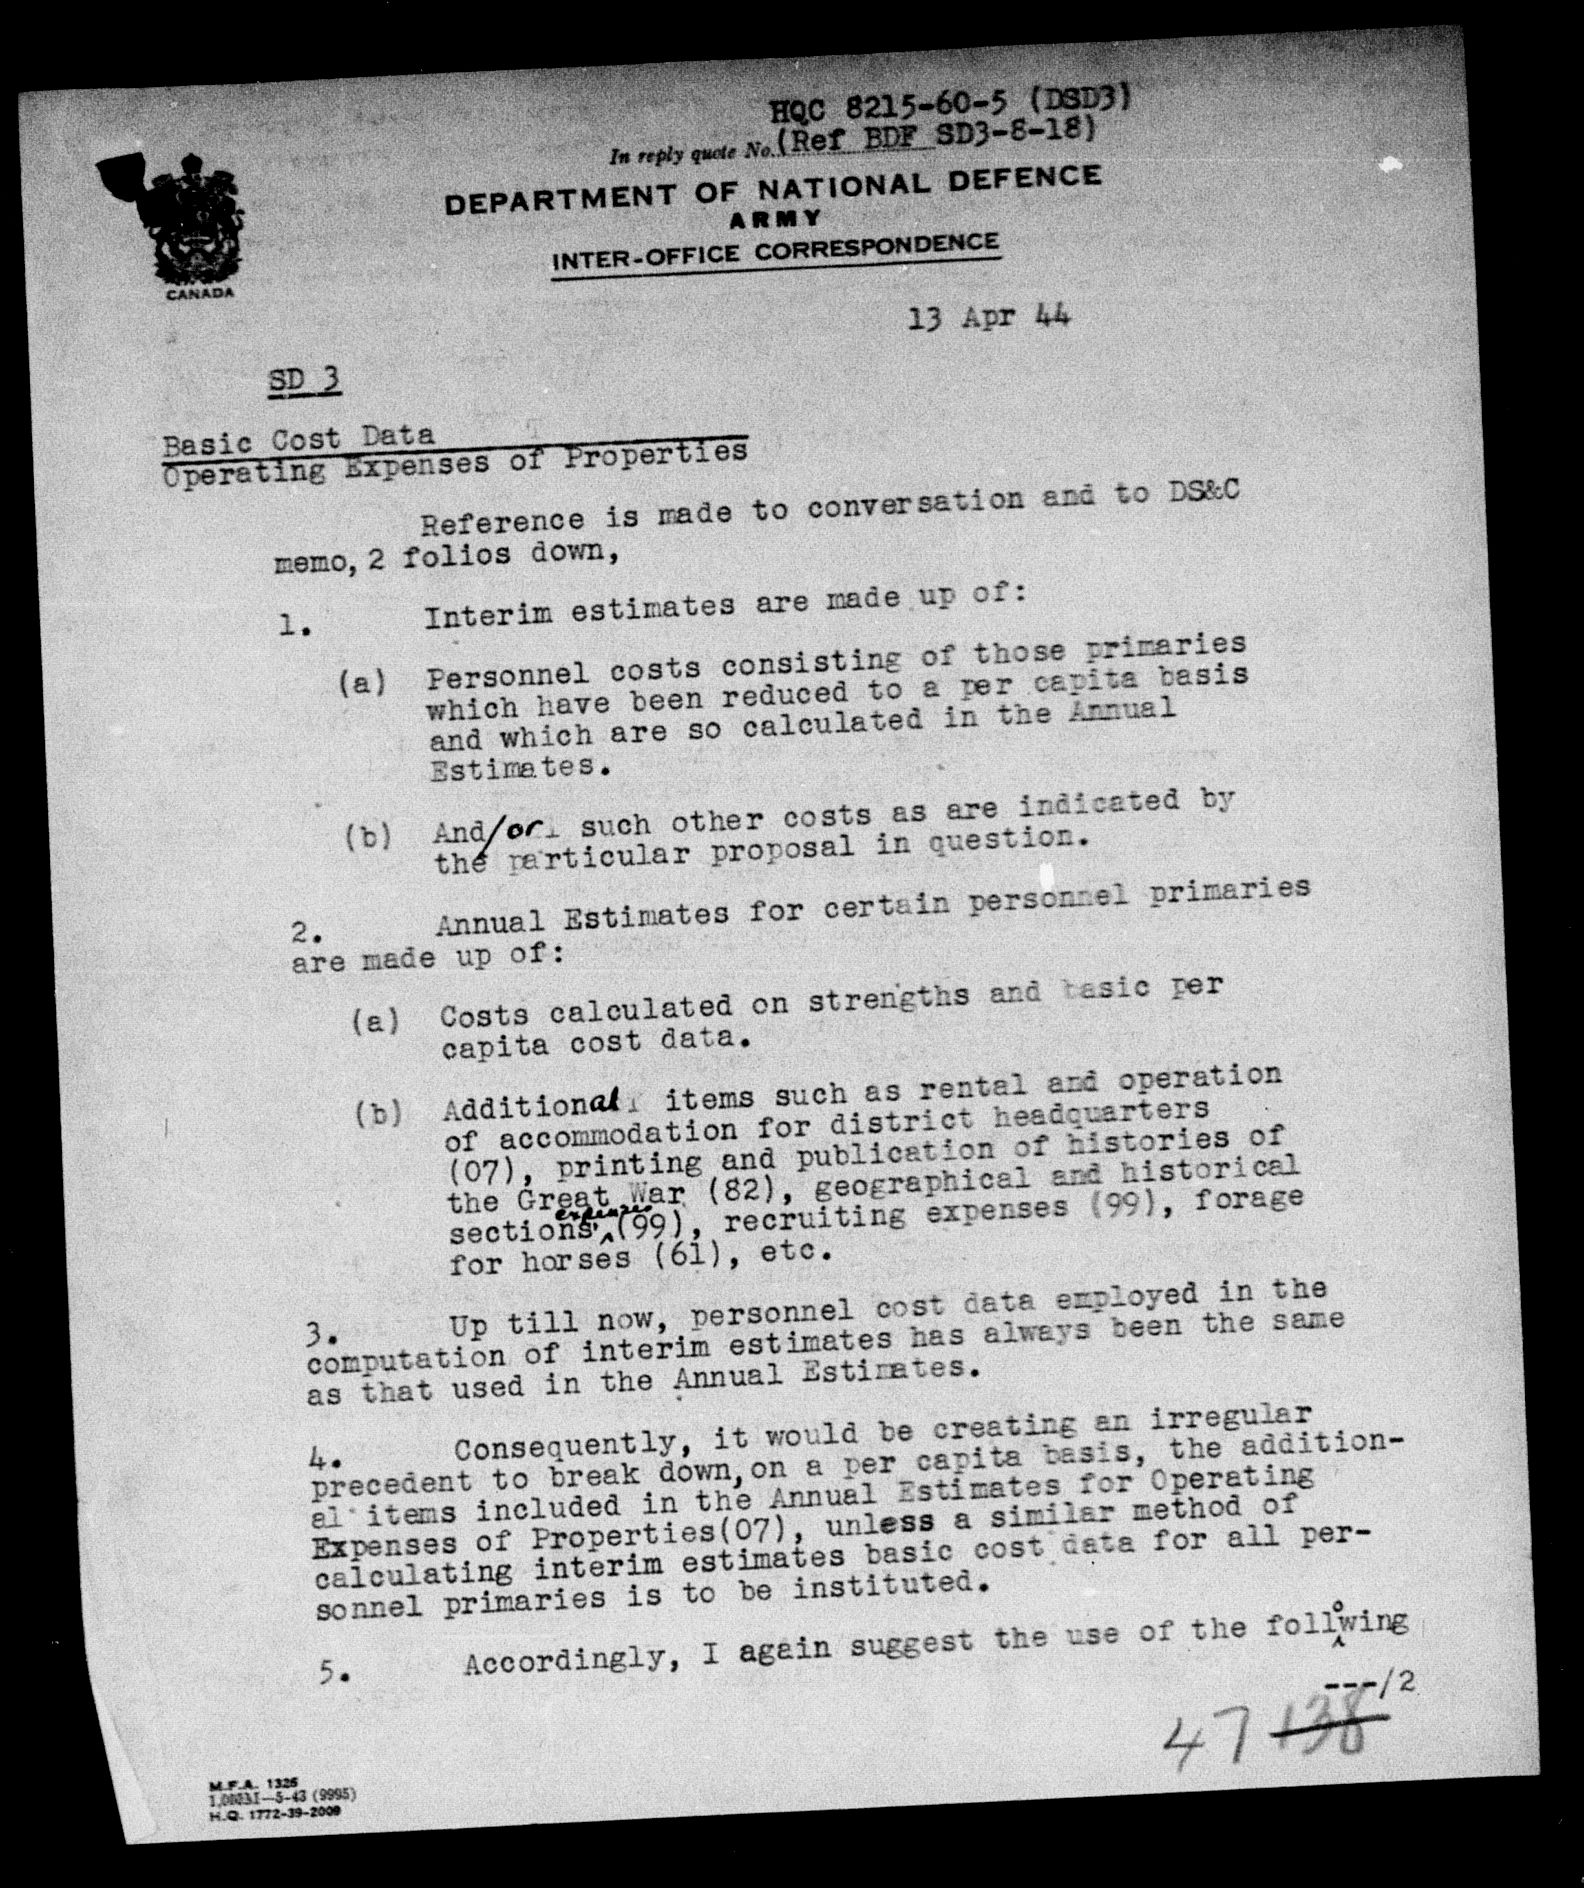 HQC 8215-60-5 (DSD3)
In reply quote No. (Ref BDF SD3-8-18)
DEPARTMENT OF NATIONAL DEFENCE
ARMY
INTER-OFFICE CORRESPONDENCE
CANADA
13 Apr 44
SD 3
Basic Cost Data
Operating Expenses of Properties
Reference is made to conversation and to DS&C
memo, 2 folios down,
1. Interim estimates are made up of:
(a) Personnel costs consisting of those primaries
which have been reduced to a per capita basis
and which are so calculated in the Annual
Estimates.
(b) And/or such other costs as are indicated by
the particular proposal in question.
2. Annual Estimates for certain personnel primaries
are made up of:
(a) Costs calculated on strengths and basic per
capita cost data.
(b) Additional items such as rental and operation
of accommodation for district headquarters
(07), printing and publication of histories of
the Great War (82), geographical and historical
sections' expenses (99), recruiting expenses (99), forage
for horses (61), etc.
3. Up till now, personnel cost data employed in the
computation of interim estimates has always been the same
as that used in the Annual Estimates.
4. Consequently, it would be creating an irregular
precedent to break down, on a per capita basis, the addition-
al items included in the Annual Estimates for Operating
Expenses of Properties(07), unless a similar method of
calculating interim estimates basic cost data for all per-
sonnel primaries is to be instituted.
5. Accordingly, I again suggest the use of the following
---/2
47 138
M.F.A. 1326
5-43 (9995)
H.Q. 1772-39-2009